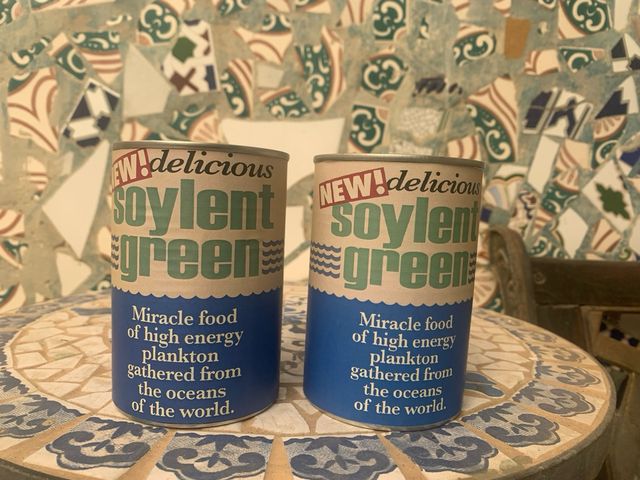 NEW! delicious
soylent
green
Miracle food
of high energy
plankton
gathered from
the oceans
of the world.
NEW! delicious
soylent
green
Miracle food
of high energy
plankton
gathered from
the oceans
of the world.